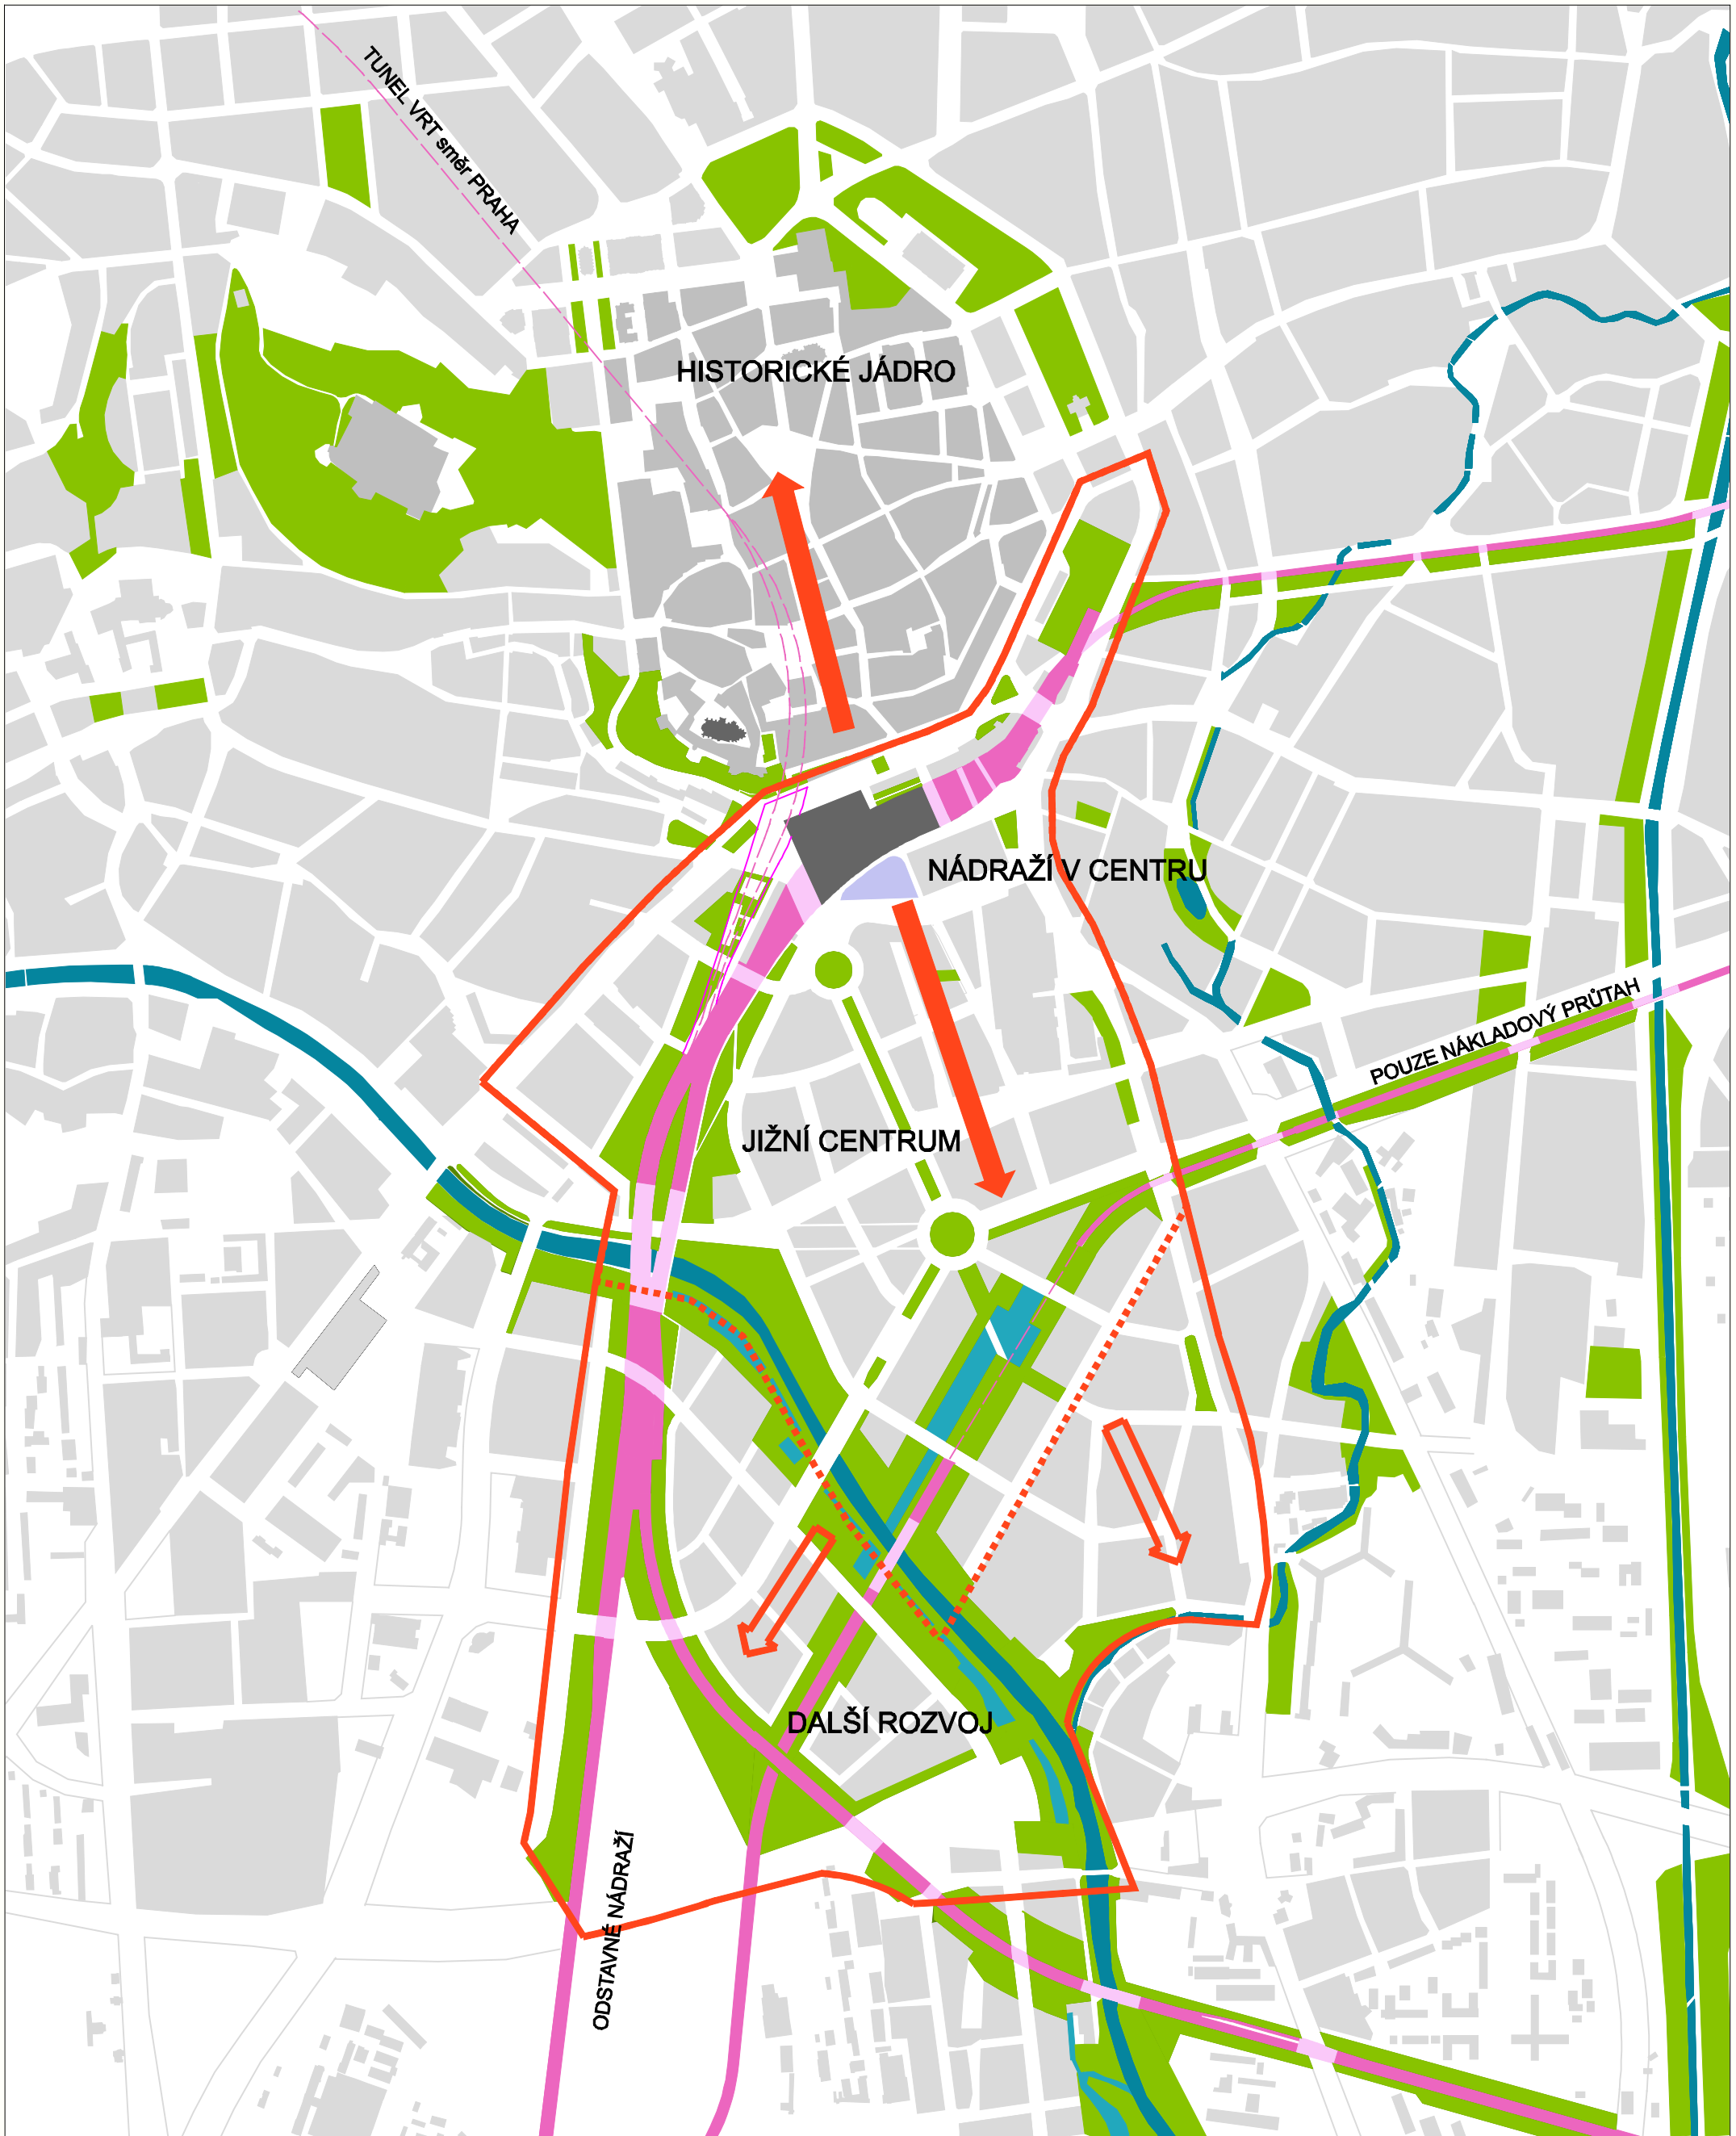 TUNEL VRT směr PRAHA
HISTORICKÉ JÁDRO
NÁDRAŽÍ V CENTRU
POUZE NÁKLADOVÝ PRŮTAH
JIŽNÍ CENTRUM
DALŠÍ ROZVOJ
ODSTAVNÉ NÁDRAŽÍ